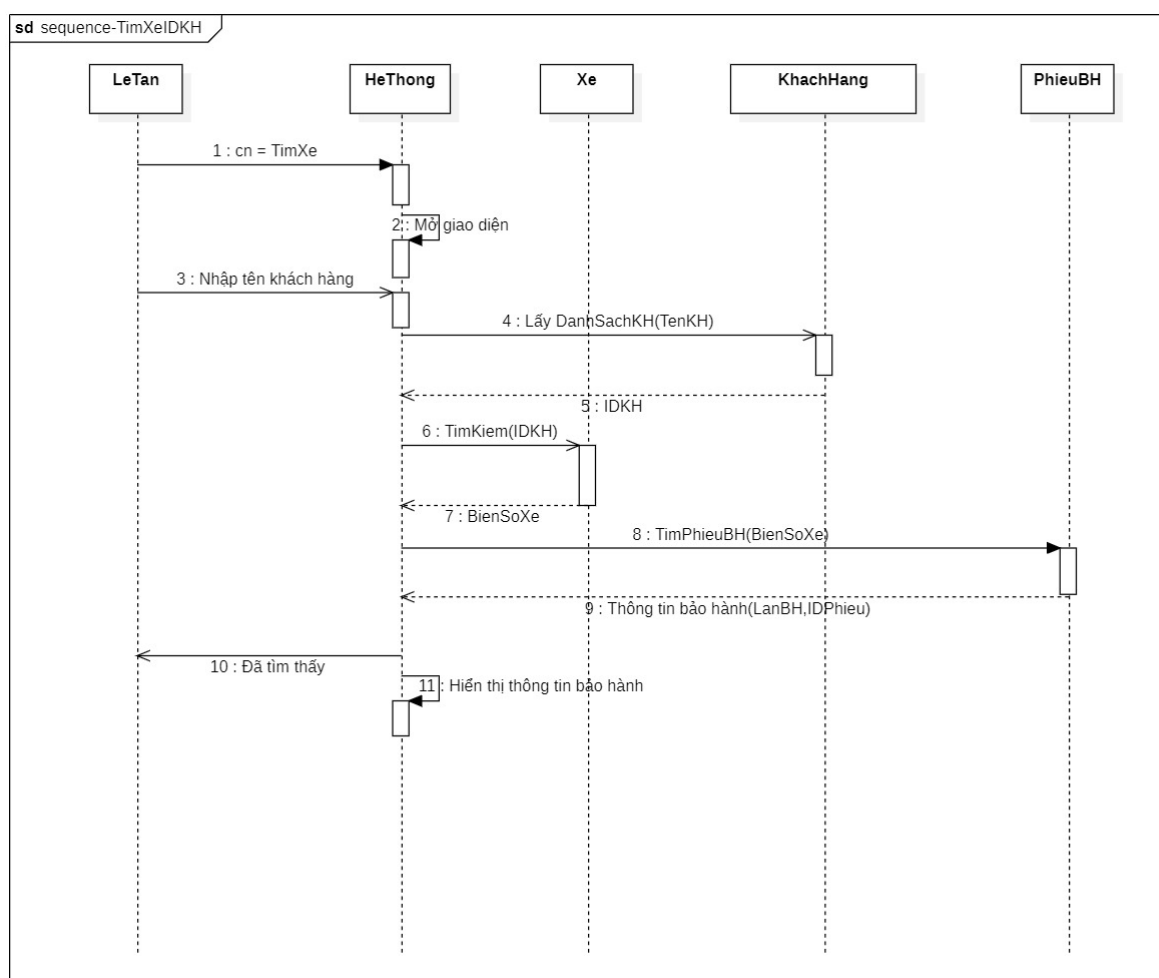 sd sequence-TimXeIDKH
LeTan
HeThong
Xe
KhachHang
PhieuBH
1 : cn = TimXe
2 : Mở giao diện
3 : Nhập tên khách hàng
4 : Lấy DanhSachKH(TenKH)
5 : IDKH
6 : TimKiem(IDKH)
7 : BienSoXe
8 : TimPhieuBH(BienSoXe)
9 : Thông tin bảo hành(LanBH,IDPhieu)
10 : Đã tìm thấy
11 : Hiển thị thông tin bảo hành